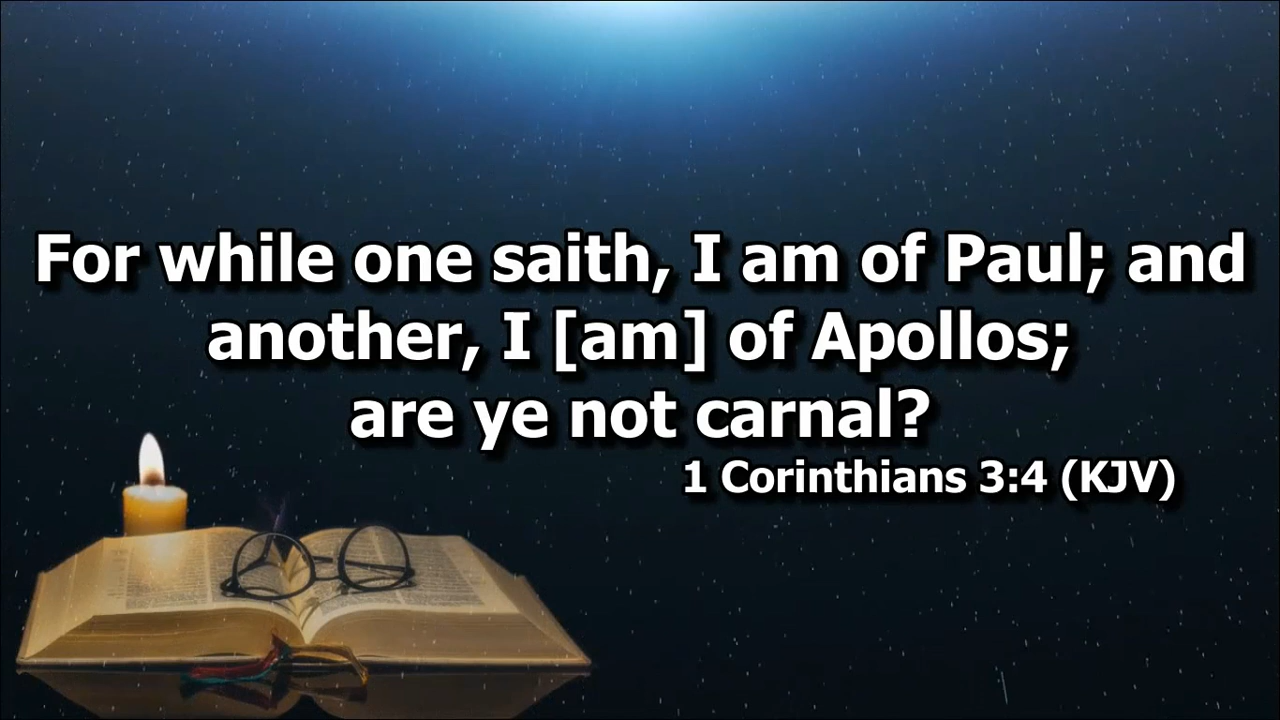 For while one saith, I am of Paul; and
another, I [am] of Apollos;
are ye not carnal?
1 Corinthians 3:4 (KJV)